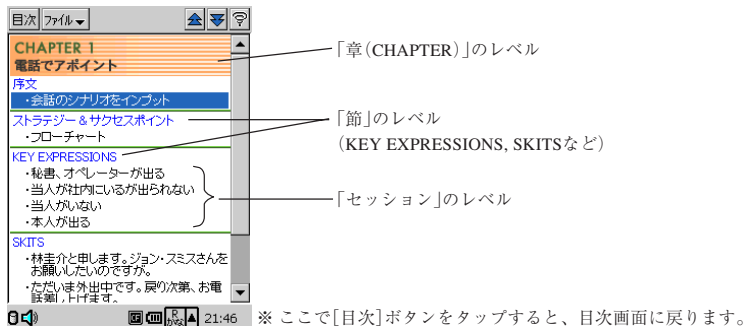 目次 ファイル
CHAPTER 1
電話でアポイント
序文
・会話のシナリオをインプット
ストラテジー＆サクセスポイント
・フローチャート
KEY EXPRESSIONS
・秘書、オペレーターが出る
・当人が社内にいるが出られない
・当人がいない
・本人が出る
SKITS
・林圭介と申します。ジョン・スミスさんを
お願いしたいのですが。
・ただいま外出中です。戻り次第、お電
話差し上げます。
21:46
「章(CHAPTER)」のレベル
「節」のレベル
(KEY EXPRESSIONS, SKITSなど)
「セッション」のレベル
※ ここで[目次]ボタンをタップすると、目次画面に戻ります。